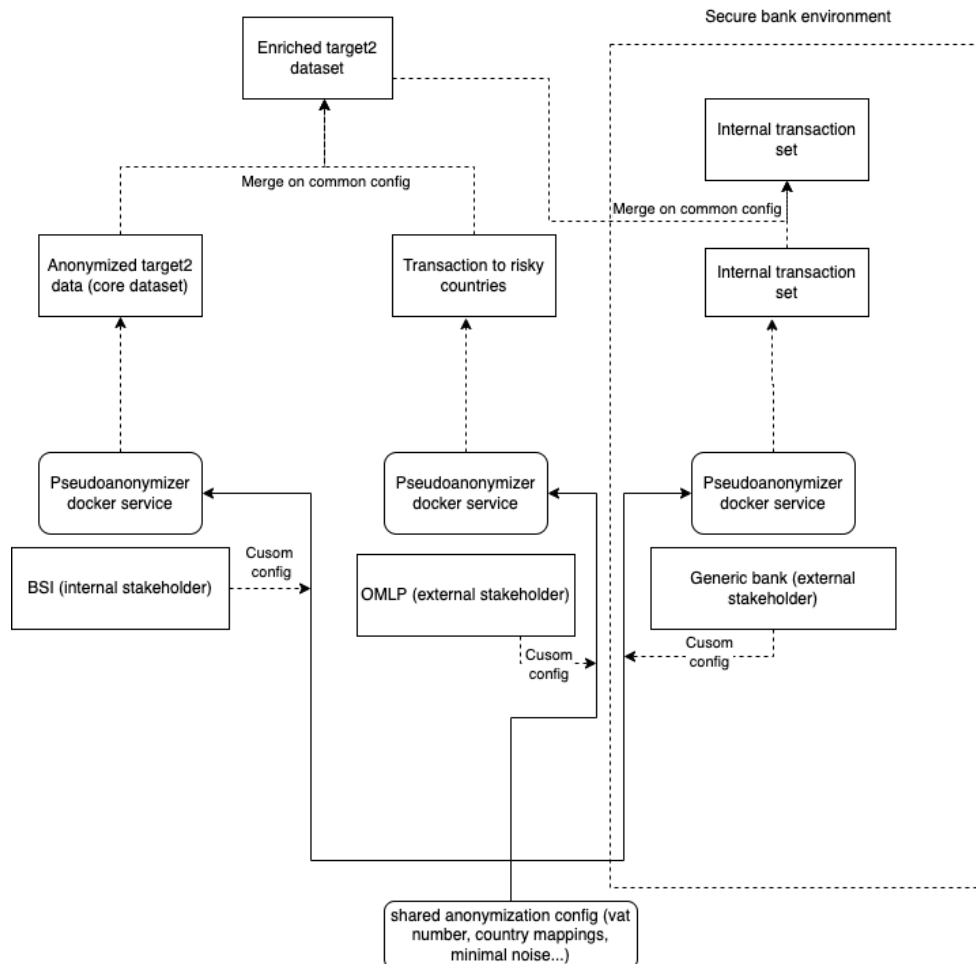 Secure bank environment
Enriched target2
dataset
Internal transaction
set
Merge on common config
Merge on common config
Anonymized target2
data (core dataset)
Transaction to risky
countries
Internal transaction
set
Pseudoanonymizer
docker service
Pseudoanonymizer
docker service
Pseudoanonymizer
docker service
BSI (internal stakeholder)
Cusom
config
OMLP (external stakeholder)
Cusom
config
Generic bank (external
stakeholder)
Cusom
config
shared anonymization config (vat
number, country mappings,
minimal noise...)